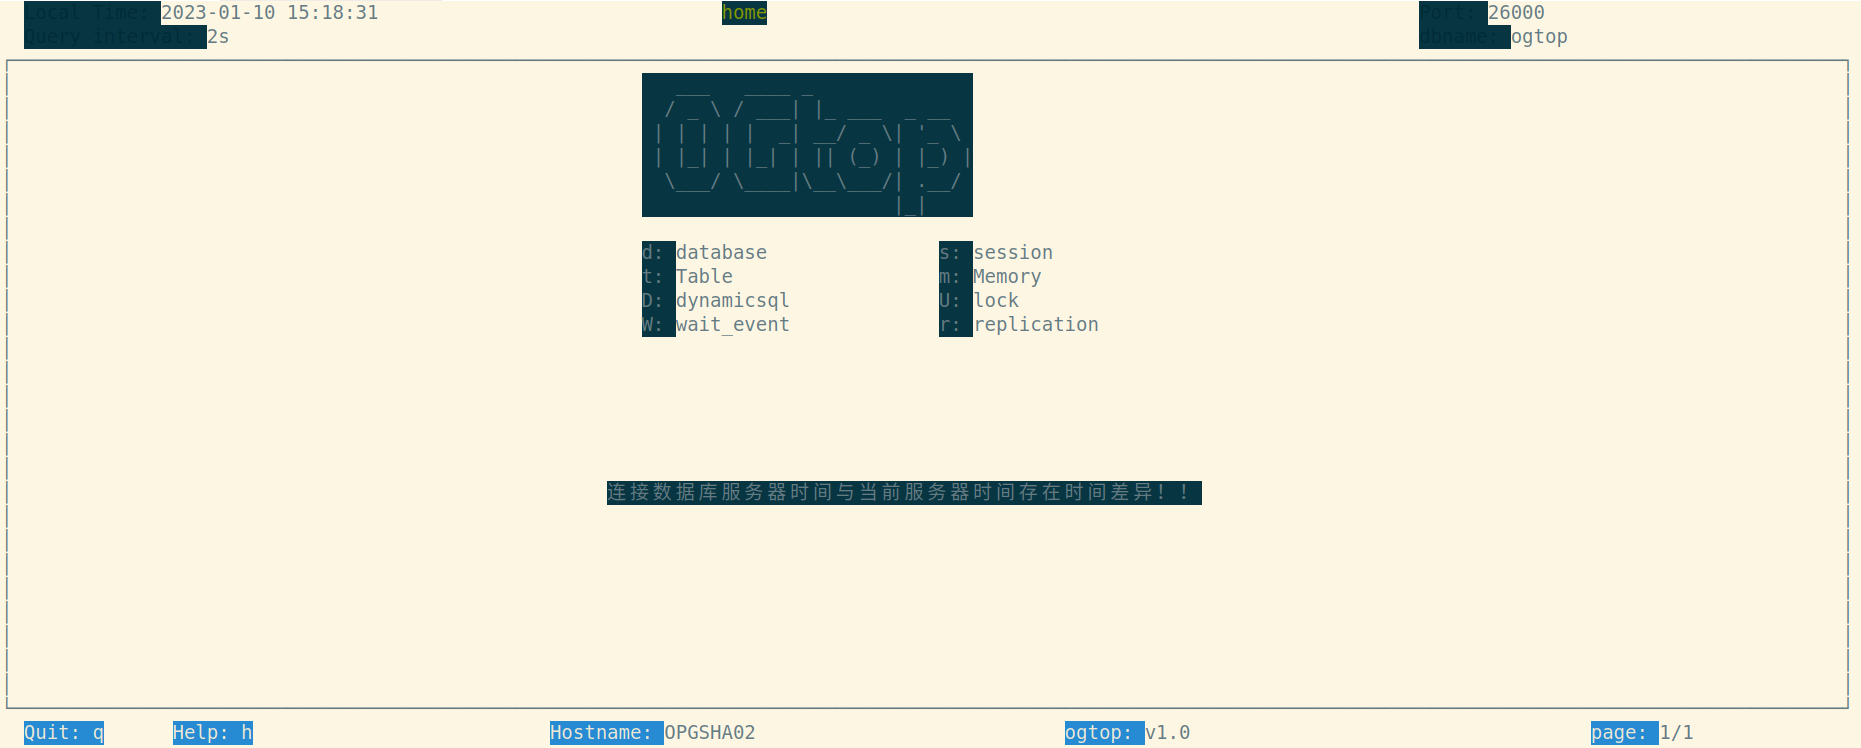 Local Time: 2023-01-10 15:18:31 home Port: 26000
Query interval: 2s dbname: ogtop
OGtop
d: database s: session
t: Table m: Memory
D: dynamicsql U: lock
W: wait_event r: replication
连接数据库服务器时间与当前服务器时间存在时间差异！！
Quit: q Help: h Hostname: OPGSHA02 ogtop: v1.0 page: 1/1